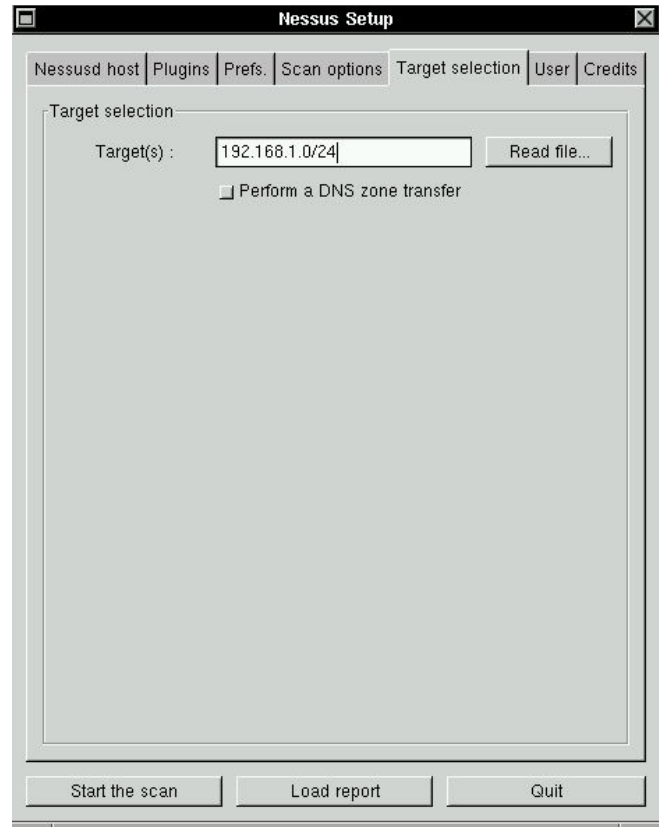 Nessus Setup
Nessusd host Plugins Prefs. Scan options Target selection User Credits
Target selection
Target(s) : 192.168.1.0/24 Read file...
Perform a DNS zone transfer
Start the scan Load report Quit